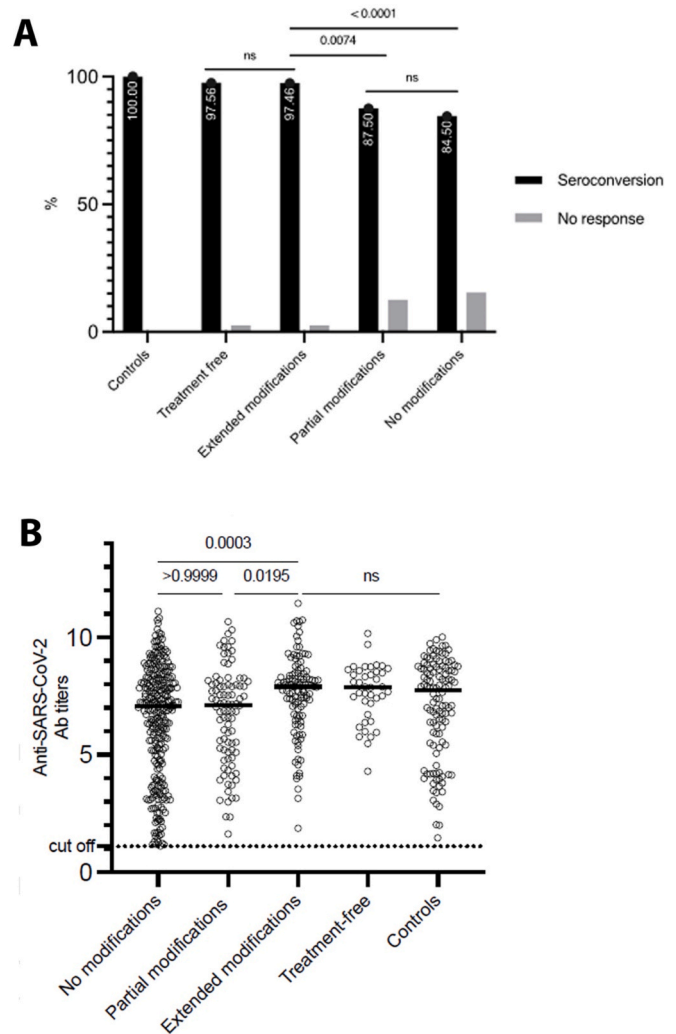 A
< 0.0001
0.0074
ns
ns
100
50
0
%
100.00
97.56
97.46
87.50
84.50
Seroconversion
No response
Controls
Treatment free
Extended modifications
Partial modifications
No modifications
B
0.0003
>0.9999
0.0195
ns
Anti-SARS-CoV-2
Ab titers
10
5
cut off
0
No modifications
Partial modifications
Extended modifications
Treatment-free
Controls